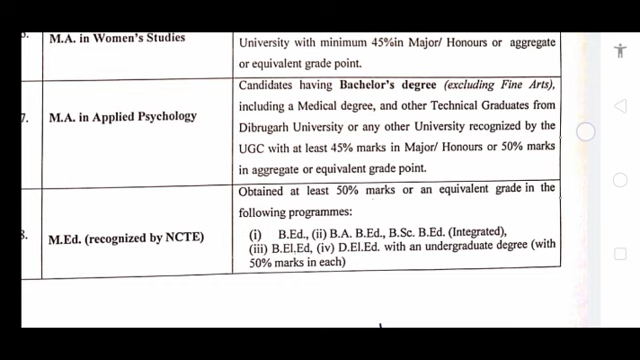 M.A. in Women's Studies
University with minimum 45%in Major/ Honours or aggregate
or equivalent grade point.
7.
M.A. in Applied Psychology
Candidates having Bachelor's degree (excluding Fine Arts),
including a Medical degree, and other Technical Graduates from
Dibrugarh University or any other University recognized by the
UGC with at least 45% marks in Major/ Honours or 50% marks
in aggregate or equivalent grade point.
M.Ed. (recognized by NCTE)
Obtained at least 50% marks or an equivalent grade in the
following programmes:
(i) B.Ed., (ii) B.A. B.Ed., B.Sc. B.Ed. (Integrated),
(iii) B.El.Ed, (iv) D.El.Ed. with an undergraduate degree (with
50% marks in each)